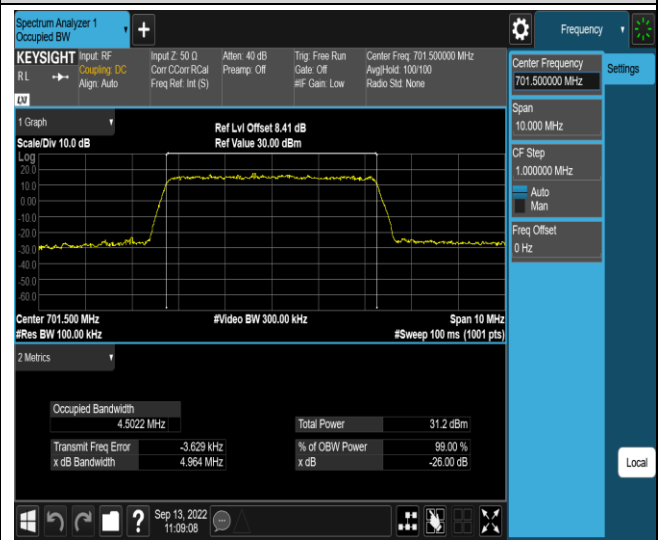 Spectrum Analyzer 1
Occupied BW
Frequency
KEYSIGHT Input: RF
R L
Coupling: DC
Align: Auto
LXI
Input Z: 50 Ω
Corr CCorr RCal
Freq Ref: Int (S)
Atten: 40 dB
Preamp: Off
Trig: Free Run
Gate: Off
#IF Gain: Low
Center Freq: 701.500000 MHz
Avg|Hold: 100/100
Radio Std: None
Center Frequency
701.500000 MHz
Settings
Span
10.000 MHz
CF Step
1.000000 MHz
Auto
Man
Freq Offset
0 Hz
1 Graph
Scale/Div 10.0 dB
Ref Lvl Offset 8.41 dB
Ref Value 30.00 dBm
Log
20.0
10.0
0.00
-10.0
-20.0
-30.0
-40.0
-50.0
-60.0
Center 701.500 MHz
#Res BW 100.00 kHz
#Video BW 300.00 kHz
Span 10 MHz
#Sweep 100 ms (1001 pts)
2 Metrics
Occupied Bandwidth
4.5022 MHz
Total Power 31.2 dBm
Transmit Freq Error -3.629 kHz
% of OBW Power 99.00 %
x dB Bandwidth 4.964 MHz
x dB -26.00 dB
Local
?
Sep 13, 2022
11:09:08